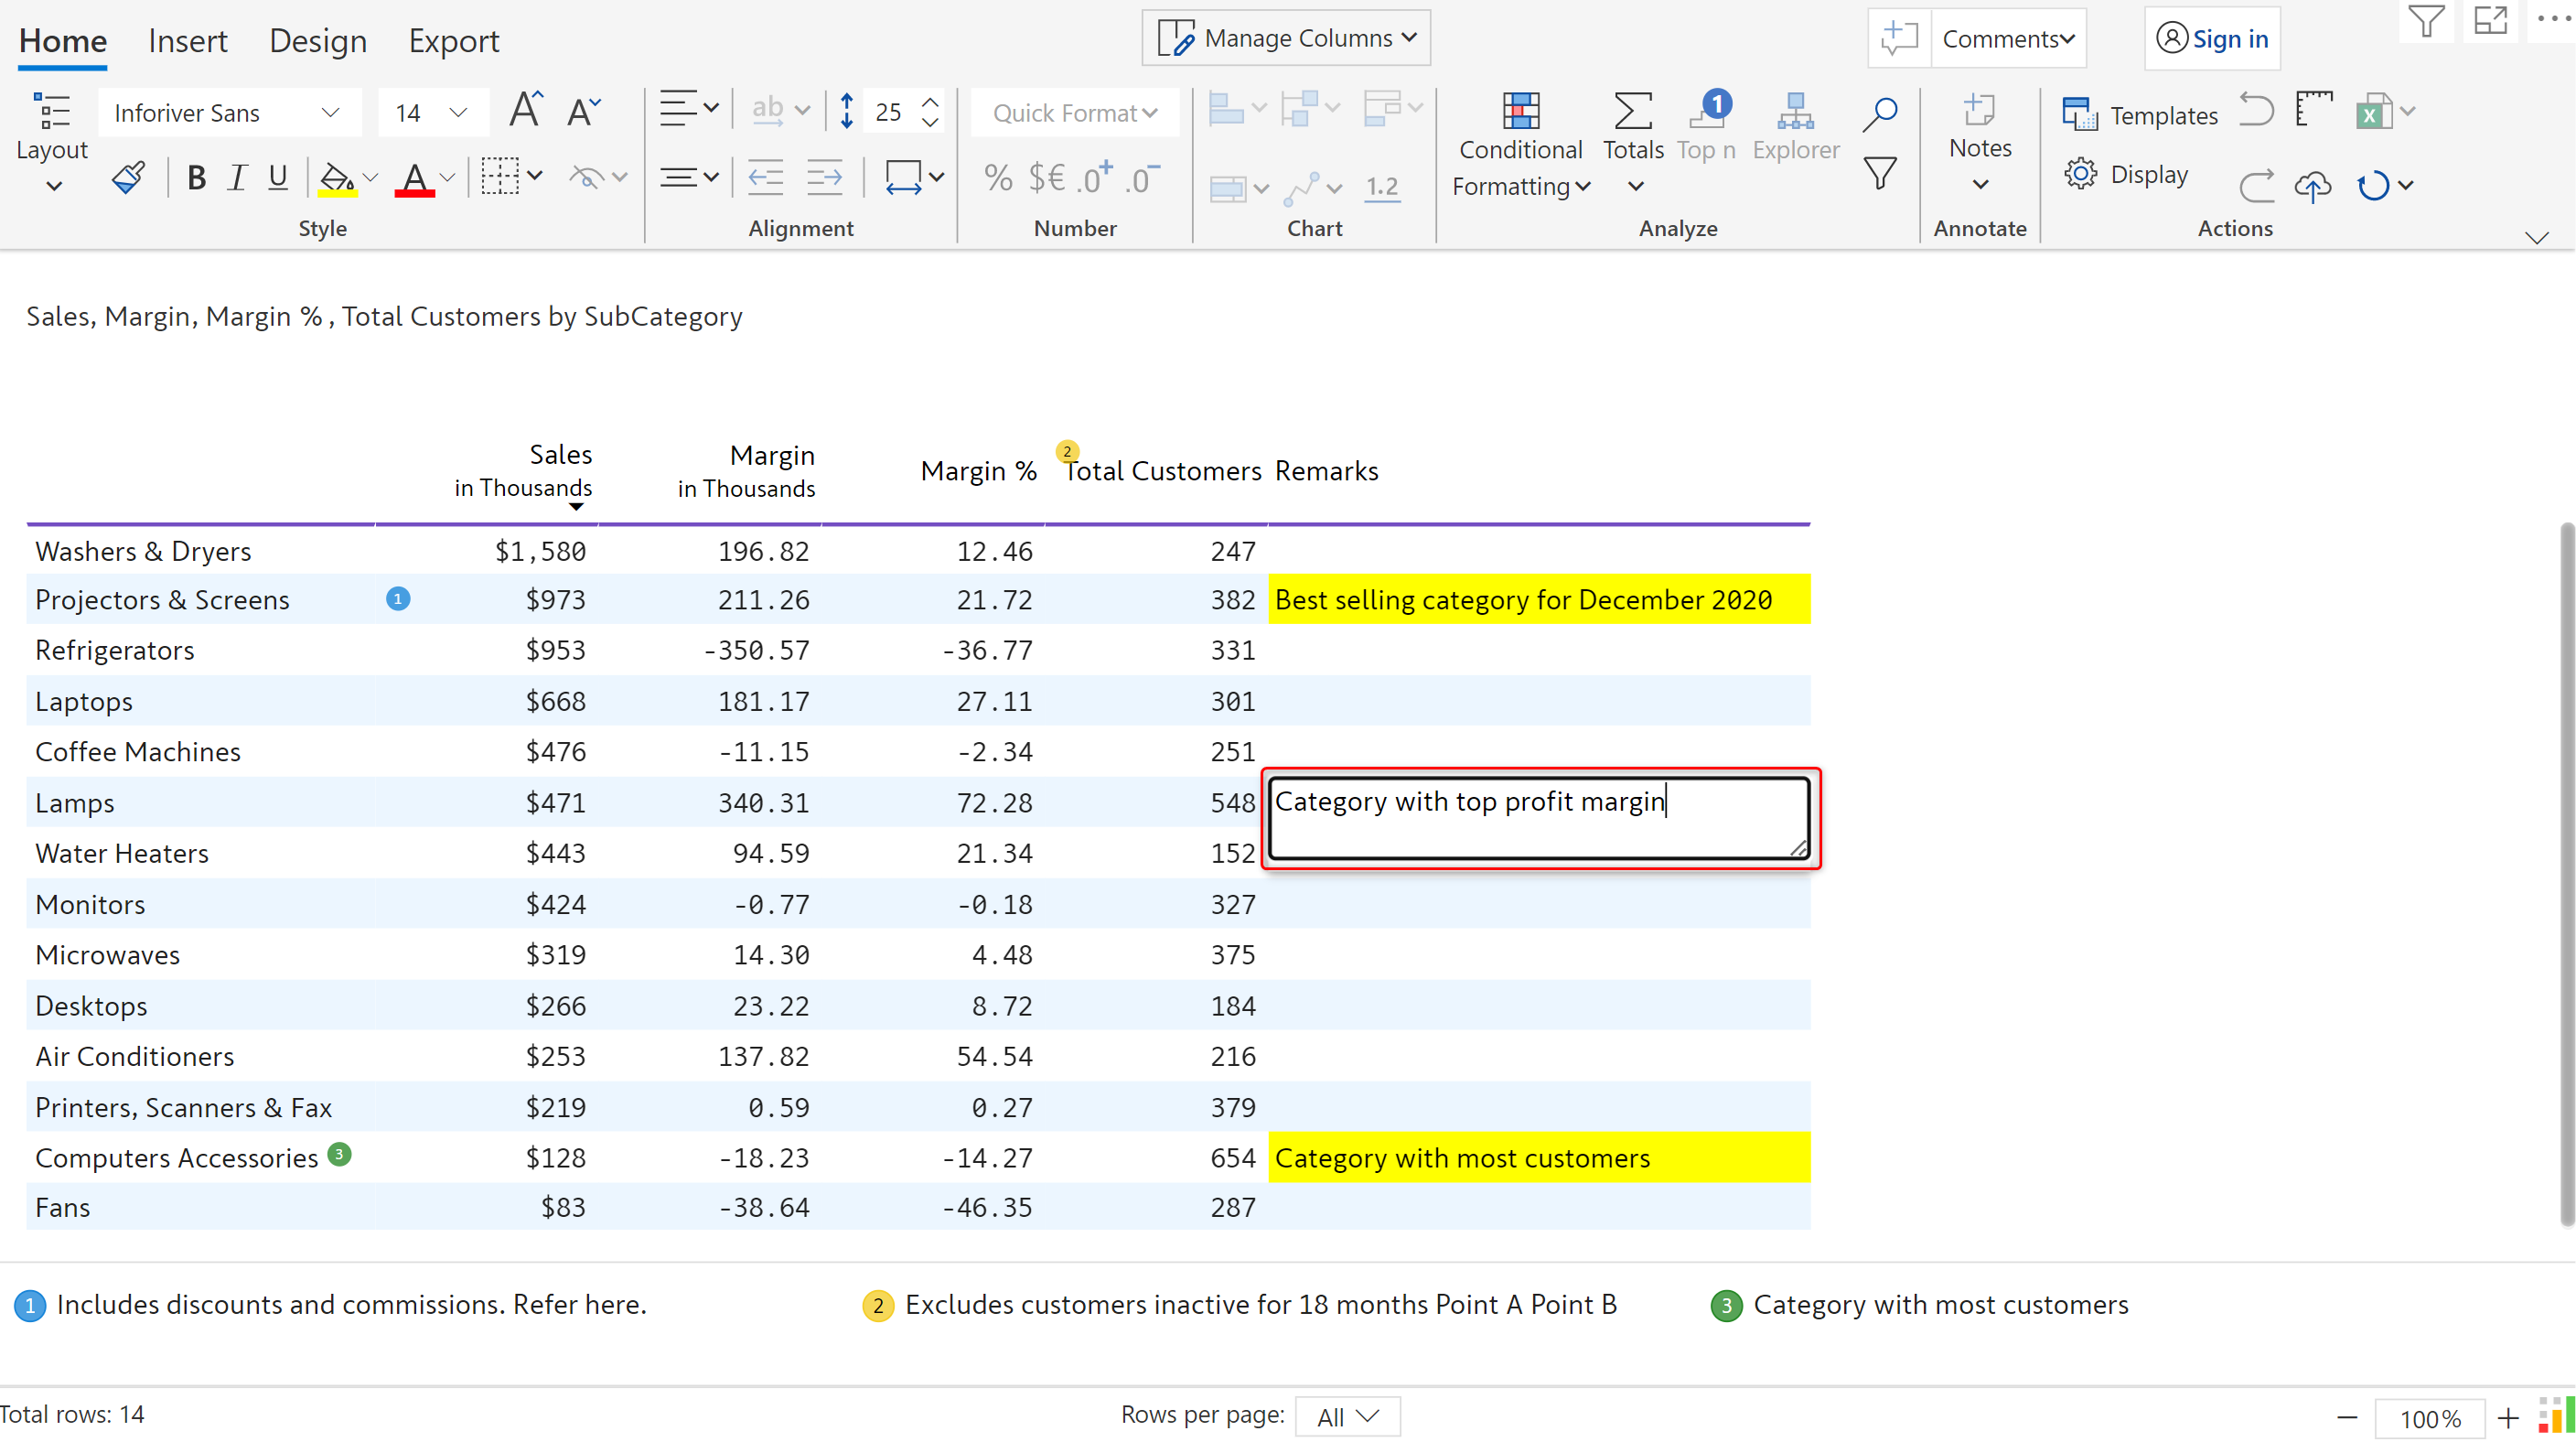 Home Insert Design Export
Manage Columns
Comments
Sign in
Inforiver Sans 14 A A
ab 25
Quick Format
1
Layout
Conditional Formatting
Totals
Top n
Explorer
Notes
Templates
Display
B I U A
% $€ .0+ .0-
1.2
Style Alignment Number Chart Analyze Annotate Actions
Sales, Margin, Margin % , Total Customers by SubCategory
Sales in Thousands
Margin in Thousands
Margin %
2 Total Customers
Remarks
Washers & Dryers $1,580 196.82 12.46 247
Projectors & Screens 1 $973 211.26 21.72 382 Best selling category for December 2020
Refrigerators $953 -350.57 -36.77 331
Laptops $668 181.17 27.11 301
Coffee Machines $476 -11.15 -2.34 251
Lamps $471 340.31 72.28 548 Category with top profit margin
Water Heaters $443 94.59 21.34 152
Monitors $424 -0.77 -0.18 327
Microwaves $319 14.30 4.48 375
Desktops $266 23.22 8.72 184
Air Conditioners $253 137.82 54.54 216
Printers, Scanners & Fax $219 0.59 0.27 379
Computers Accessories 3 $128 -18.23 -14.27 654 Category with most customers
Fans $83 -38.64 -46.35 287
1 Includes discounts and commissions. Refer here.
2 Excludes customers inactive for 18 months Point A Point B
3 Category with most customers
Total rows: 14
Rows per page: All
100%